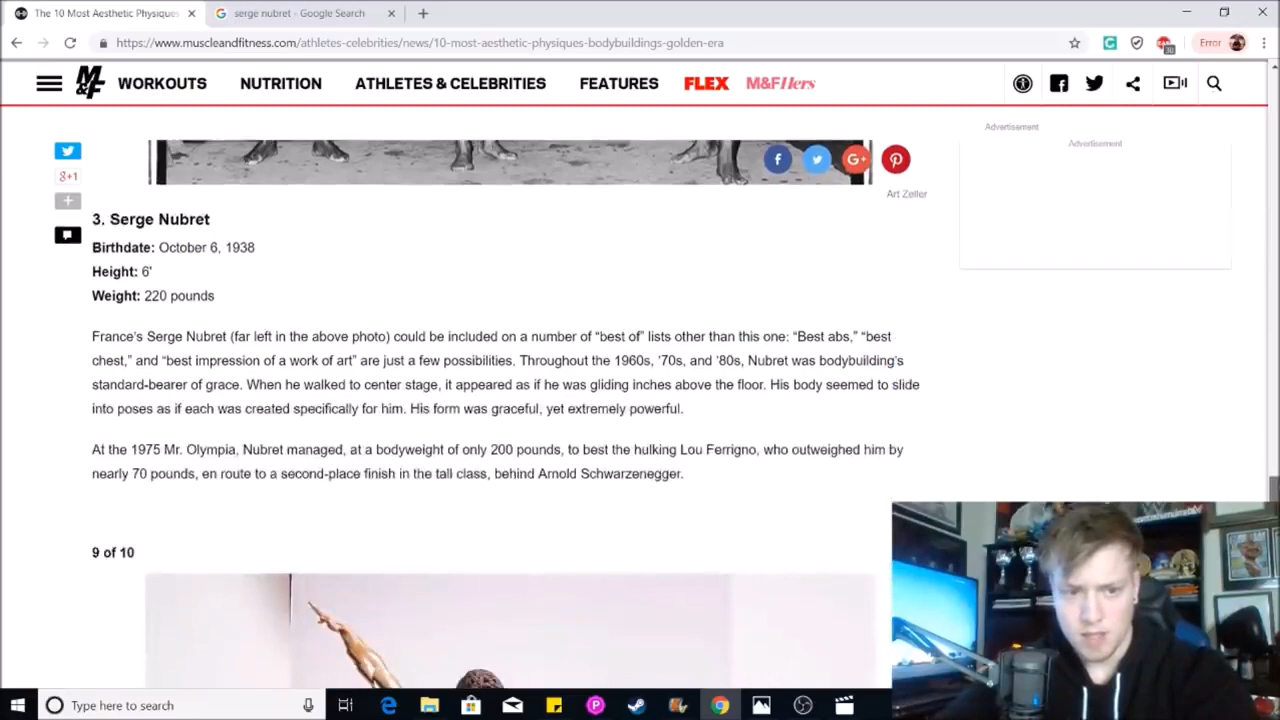 The 10 Most Aesthetic Physiques
serge nubret - Google Search
https://www.muscleandfitness.com/athletes-celebrities/news/10-most-aesthetic-physiques-bodybuildings-golden-era
Error
M&F WORKOUTS NUTRITION ATHLETES & CELEBRITIES FEATURES FLEX M&FHers
Advertisement
Advertisement
g+1
G+
Art Zeller
3. Serge Nubret
Birthdate: October 6, 1938
Height: 6'
Weight: 220 pounds
France's Serge Nubret (far left in the above photo) could be included on a number of “best of” lists other than this one: “Best abs,” “best
chest,” and “best impression of a work of art” are just a few possibilities. Throughout the 1960s, '70s, and '80s, Nubret was bodybuilding's
standard-bearer of grace. When he walked to center stage, it appeared as if he was gliding inches above the floor. His body seemed to slide
into poses as if each was created specifically for him. His form was graceful, yet extremely powerful.
At the 1975 Mr. Olympia, Nubret managed, at a bodyweight of only 200 pounds, to best the hulking Lou Ferrigno, who outweighed him by
nearly 70 pounds, en route to a second-place finish in the tall class, behind Arnold Schwarzenegger.
9 of 10
Type here to search